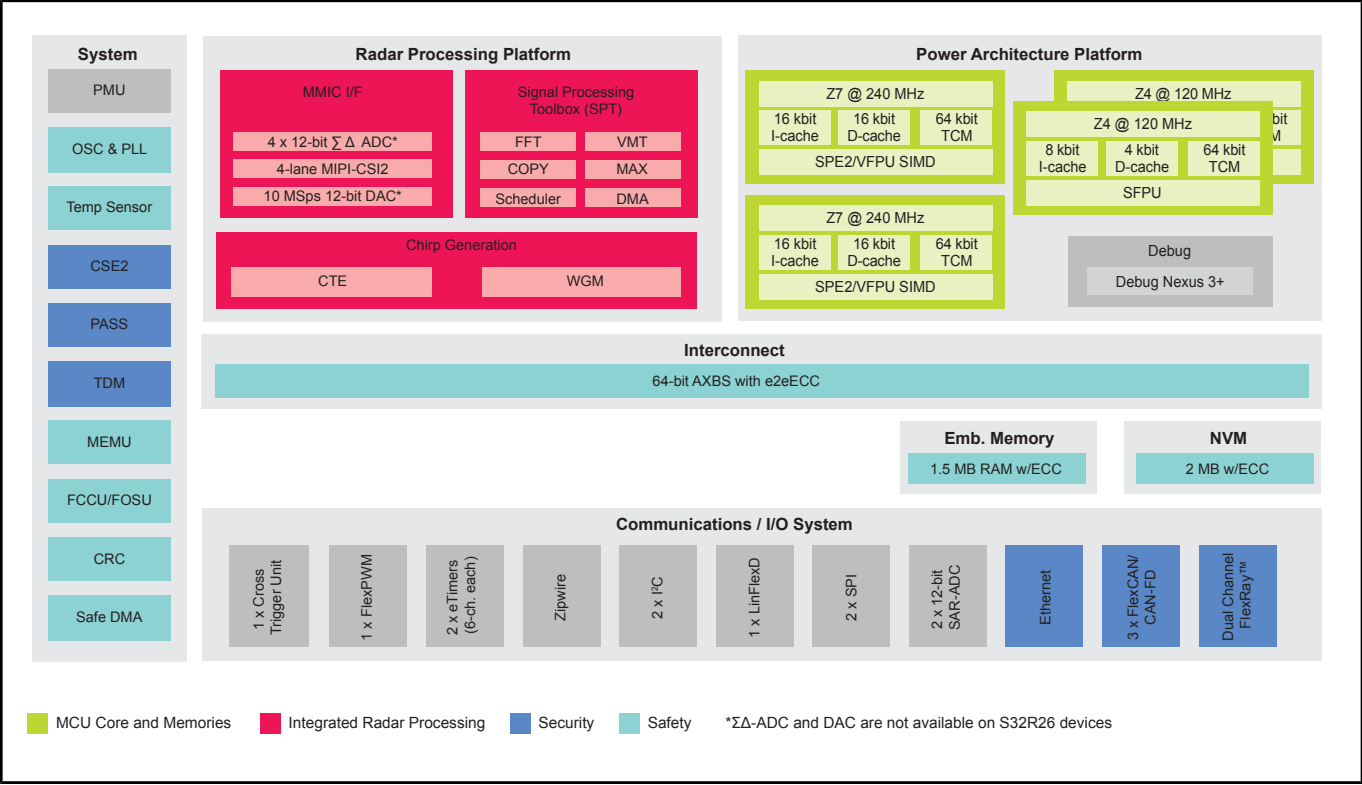 System
PMU
OSC & PLL
Temp Sensor
CSE2
PASS
TDM
MEMU
FCCU/FOSU
CRC
Safe DMA
Radar Processing Platform
MMIC I/F
4 x 12-bit ∑ Δ ADC*
4-lane MIPI-CSI2
10 MSps 12-bit DAC*
Signal Processing
Toolbox (SPT)
FFT VMT
COPY MAX
Scheduler DMA
Chirp Generation
CTE WGM
Power Architecture Platform
Z7 @ 240 MHz
16 kbit 16 kbit 64 kbit
I-cache D-cache TCM
SPE2/VFPU SIMD
Z7 @ 240 MHz
16 kbit 16 kbit 64 kbit
I-cache D-cache TCM
SPE2/VFPU SIMD
Z4 @ 120 MHz
Z4 @ 120 MHz
8 kbit 4 kbit 64 kbit
I-cache D-cache TCM
SFPU
Debug
Debug Nexus 3+
Interconnect
64-bit AXBS with e2eECC
Emb. Memory
1.5 MB RAM w/ECC
NVM
2 MB w/ECC
Communications / I/O System
1 x Cross
Trigger Unit
1 x FlexPWM
2 x eTimers
(6-ch. each)
Zipwire
2 x I²C
1 x LinFlexD
2 x SPI
2 x 12-bit
SAR-ADC
Ethernet
3 x FlexCAN/
CAN-FD
Dual Channel
FlexRay™
MCU Core and Memories
Integrated Radar Processing
Security
Safety
*ΣΔ-ADC and DAC are not available on S32R26 devices